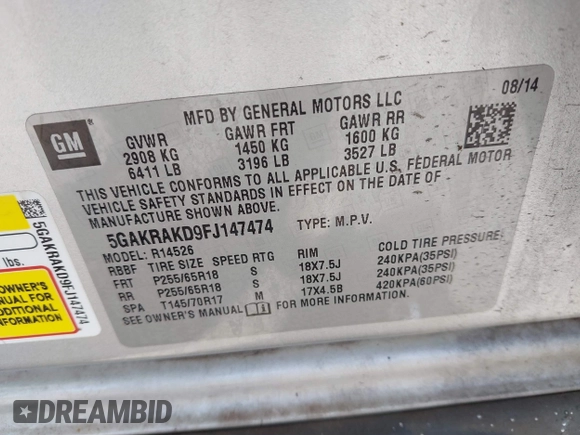 08/14
MFD BY GENERAL MOTORS LLC
GM
GVWR GAWR FRT GAWR RR
2908 KG 1450 KG 1600 KG
6411 LB 3196 LB 3527 LB
THIS VEHICLE CONFORMS TO ALL APPLICABLE U.S. FEDERAL MOTOR
VEHICLE SAFETY STANDARDS IN EFFECT ON THE DATE OF
MANUFACTURE SHOWN ABOVE.
5GAKRAKD9FJ147474 TYPE: M.P.V.
R14526
RBBF TIRE SIZE SPEED RTG RIM COLD TIRE PRESSURE
FRT P255/65R18 S 18X7.5J 240KPA(35PSI)
RR P255/65R18 S 18X7.5J 240KPA(35PSI)
SPA T145/70R17 M 17X4.5B 420KPA(60PSI)
SEE OWNER'S MANUAL FOR MORE INFORMATION.
lbs.
OWNER'S
MANUAL FOR
ADDITIONAL
INFORMATION
5GAKRAKD9FJ147474
DREAMBID